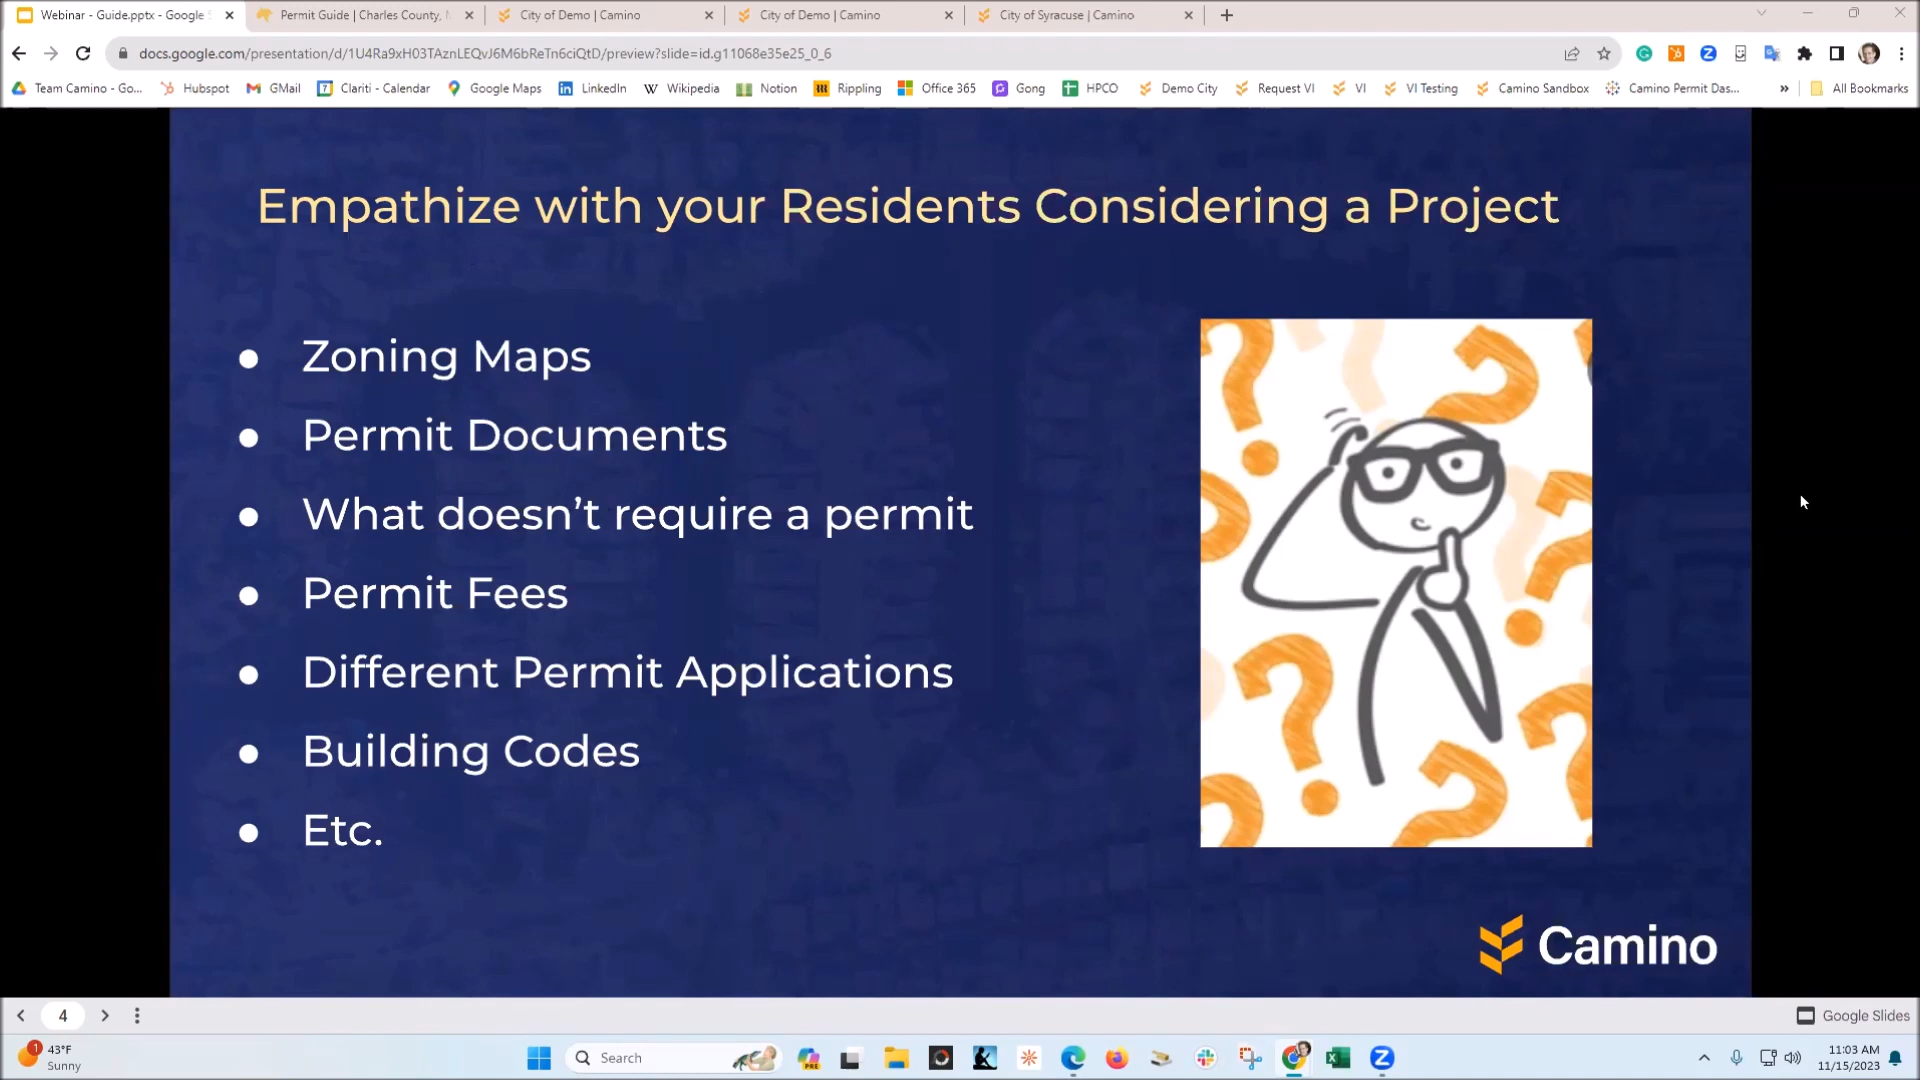 Webinar - Guide.pptx - Google S
Permit Guide | Charles County, M
City of Demo | Camino
City of Demo | Camino
City of Syracuse | Camino
docs.google.com/presentation/d/1U4Ra9xH03TAznLEQvJ6M6bReTn6ciQtD/preview?slide=id.g11068e35e25_0_6
Team Camino - Go...
Hubspot
GMail
Clariti - Calendar
Google Maps
LinkedIn
Wikipedia
Notion
Rippling
Office 365
Gong
HPCO
Demo City
Request VI
VI
VI Testing
Camino Sandbox
Camino Permit Das...
All Bookmarks
Empathize with your Residents Considering a Project
Zoning Maps
Permit Documents
What doesn't require a permit
Permit Fees
Different Permit Applications
Building Codes
Etc.
Camino
4
Google Slides
1
43°F
Sunny
Search
PRE
11:03 AM
11/15/2023